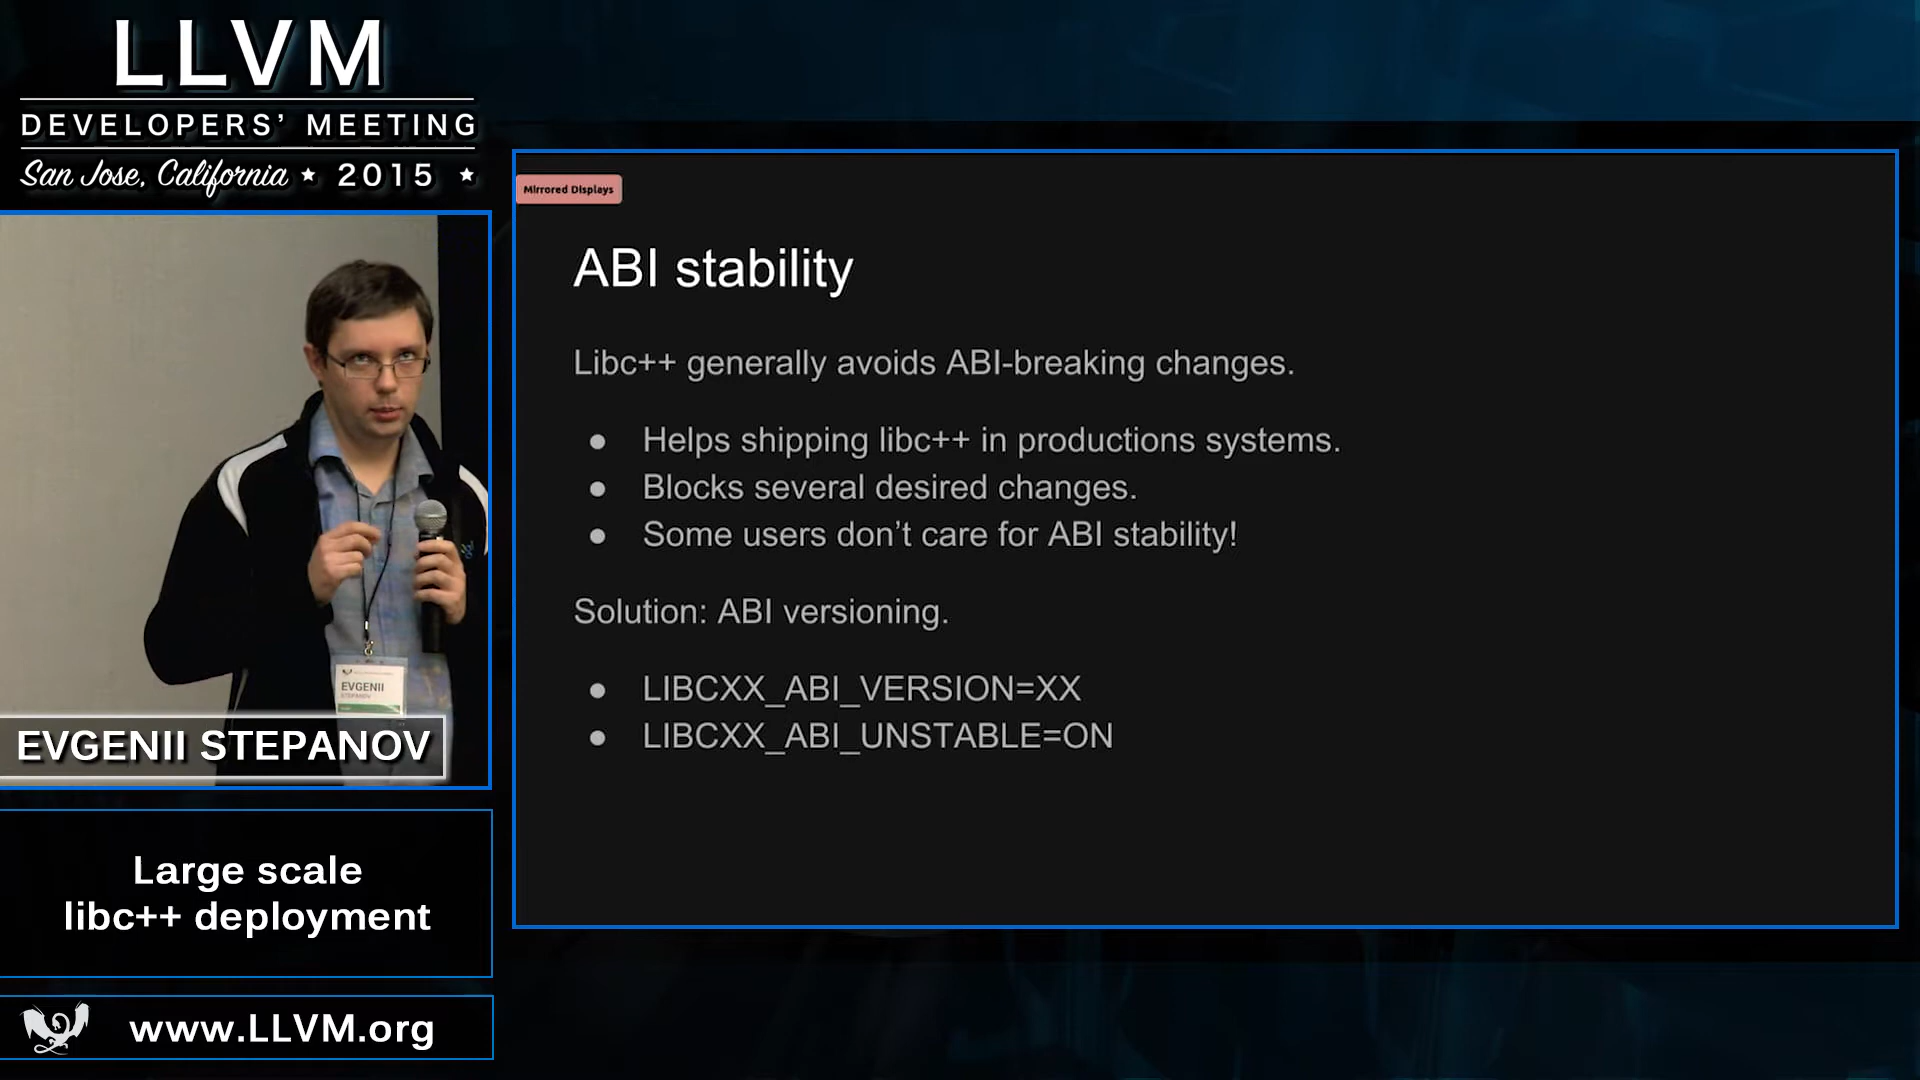 LLVM
DEVELOPERS’ MEETING
San Jose, California ★ 2015 ★
EVGENII
STEPANOV
EVGENII STEPANOV
Large scale
libc++ deployment
www.LLVM.org
Mirrored Displays
ABI stability
Libc++ generally avoids ABI-breaking changes.
● Helps shipping libc++ in productions systems.
● Blocks several desired changes.
● Some users don’t care for ABI stability!
Solution: ABI versioning.
● LIBCXX_ABI_VERSION=XX
● LIBCXX_ABI_UNSTABLE=ON